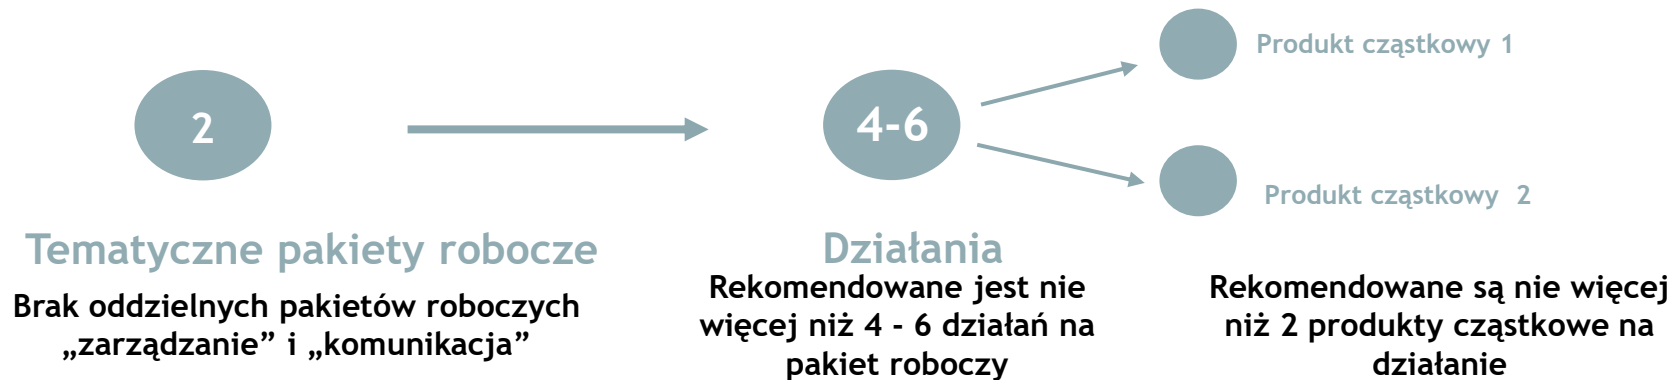 2
Tematyczne pakiety robocze
Brak oddzielnych pakietów roboczych
„zarządzanie” i „komunikacja”
4-6
Działania
Rekomendowane jest nie
więcej niż 4 - 6 działań na
pakiet roboczy
Produkt cząstkowy 1
Produkt cząstkowy 2
Rekomendowane są nie więcej
niż 2 produkty cząstkowe na
działanie